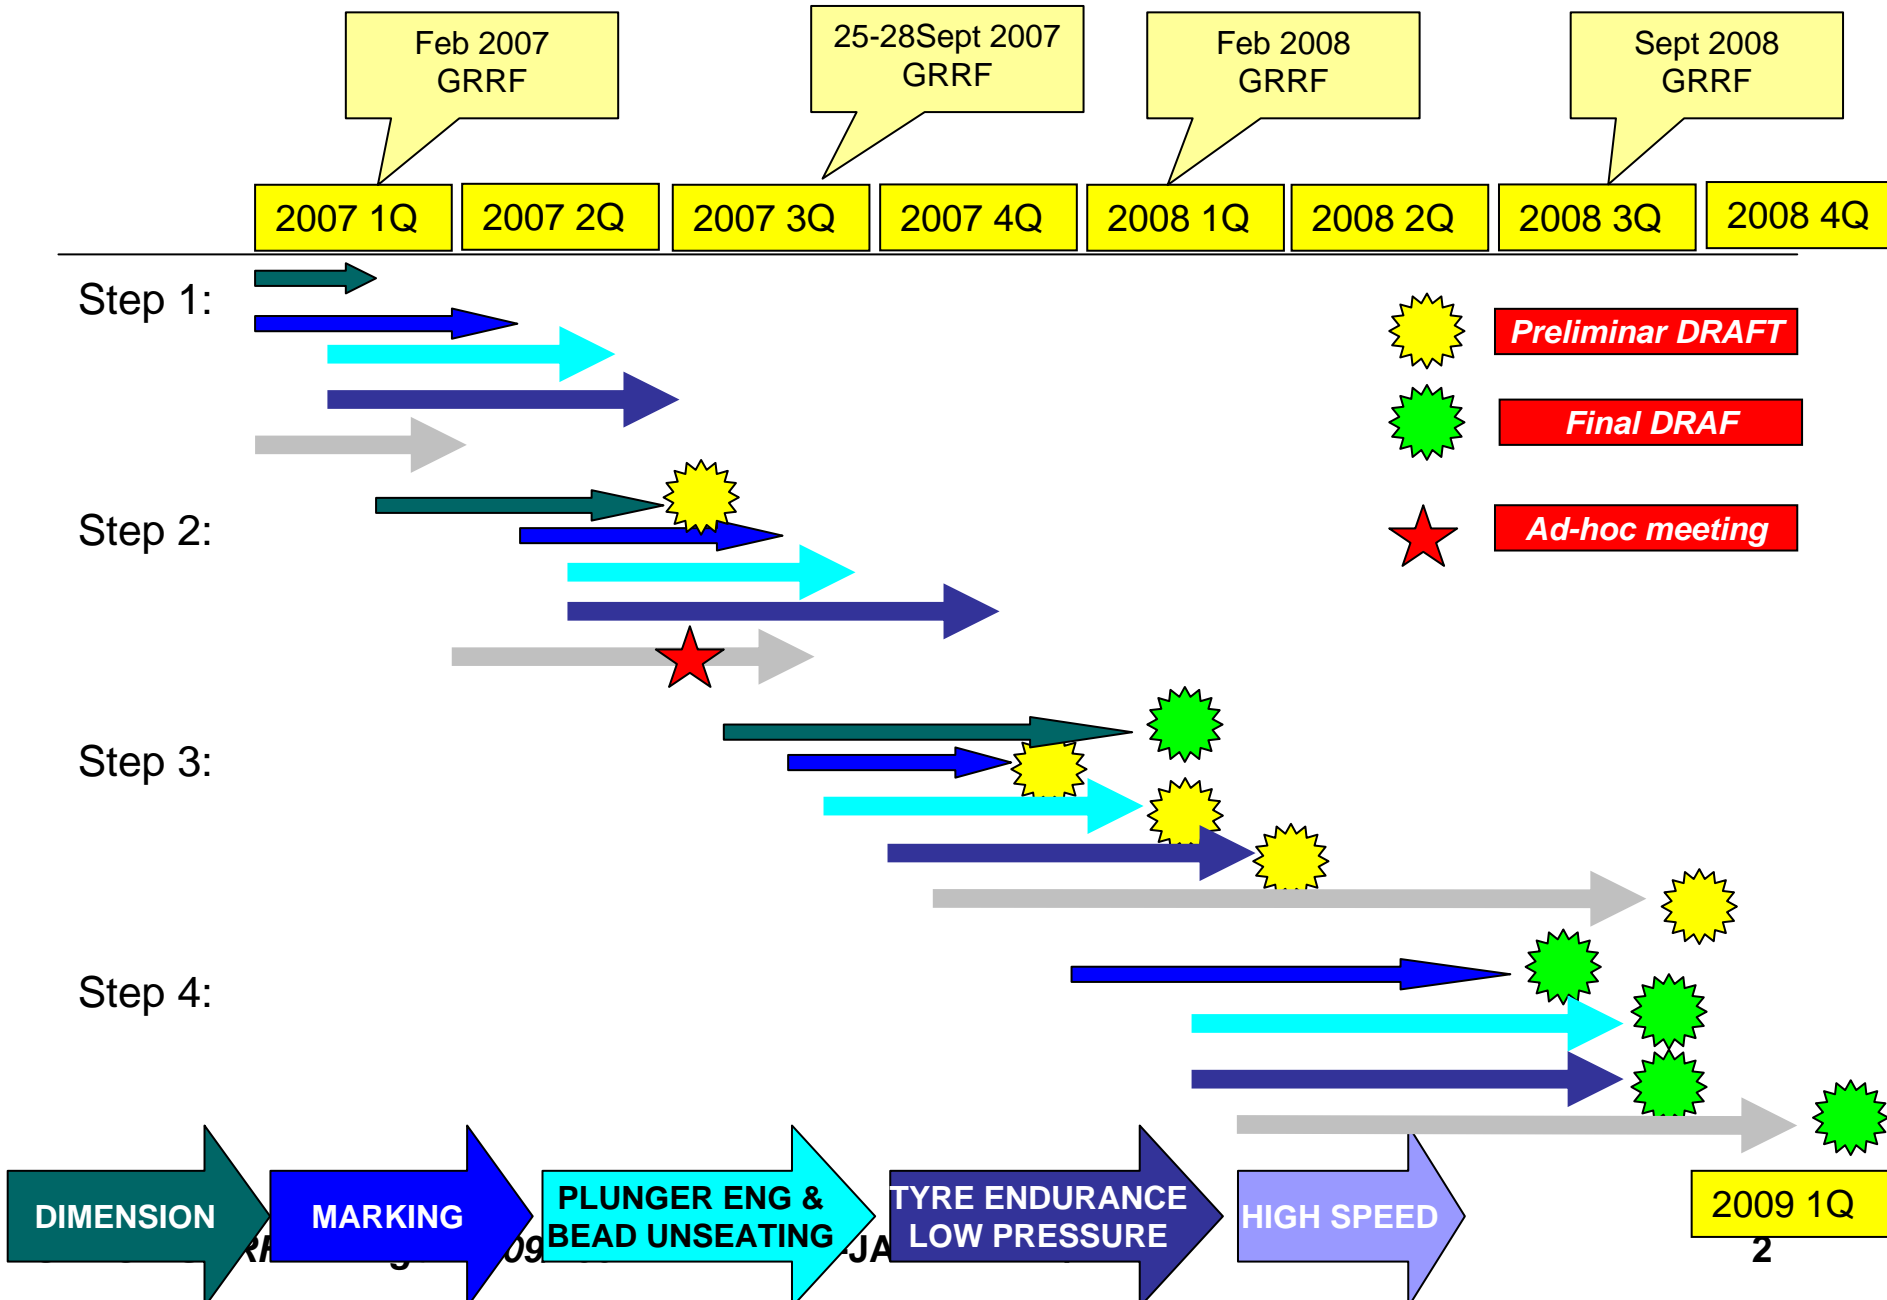 Feb 2007
GRRF
25-28Sept 2007
GRRF
Feb 2008
GRRF
Sept 2008
GRRF
2007 1Q
2007 2Q
2007 3Q
2007 4Q
2008 1Q
2008 2Q
2008 3Q
2008 4Q
Step 1:
Preliminar DRAFT
Final DRAF
Ad-hoc meeting
Step 2:
Step 3:
Step 4:
DIMENSION
MARKING
PLUNGER ENG &
BEAD UNSEATING
TYRE ENDURANCE
LOW PRESSURE
HIGH SPEED
2009 1Q
2